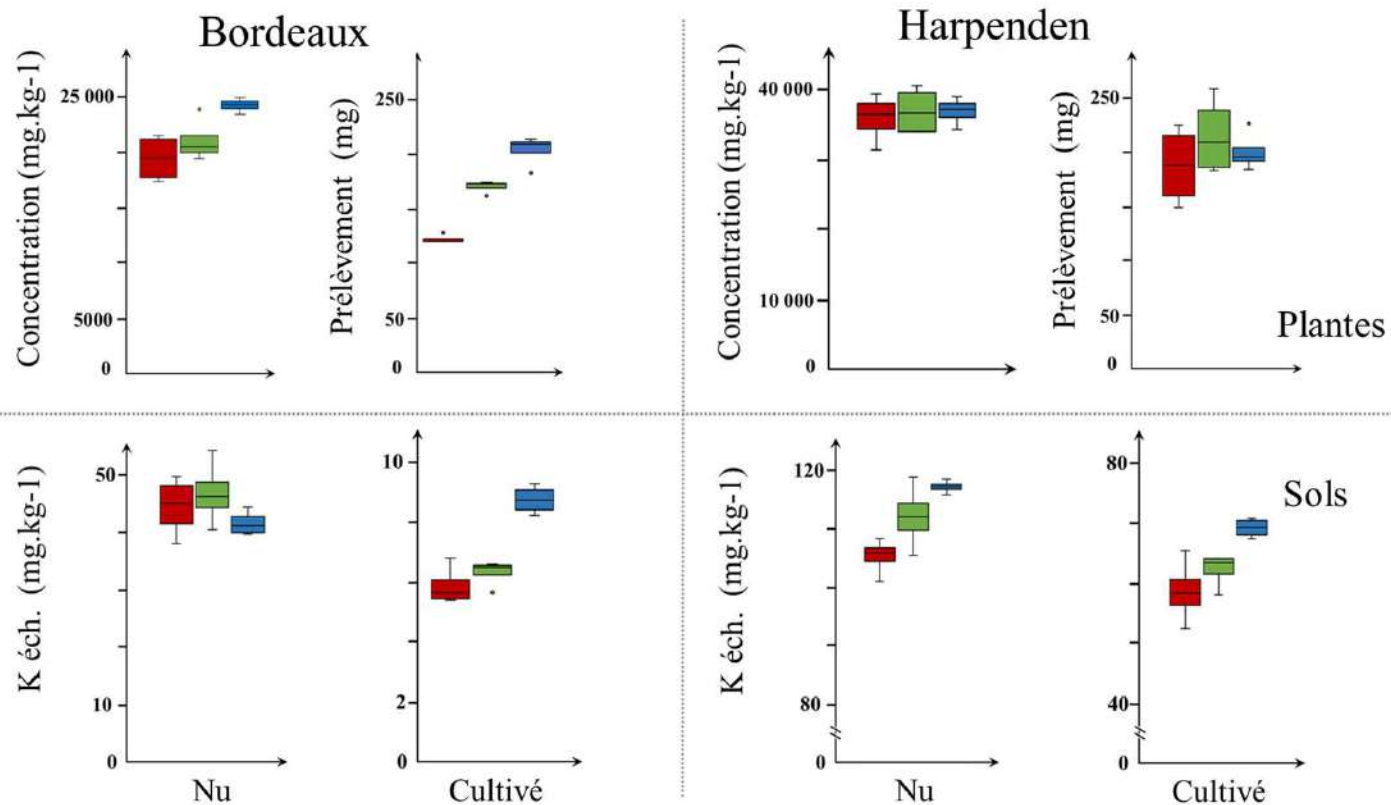 Bordeaux
Concentration (mg.kg-1)
25 000
5000
0
Prélèvement (mg)
250
50
0
Harpenden
Concentration (mg.kg-1)
40 000
10 000
0
Prélèvement (mg)
250
50
0
Plantes
K éch. (mg.kg-1)
50
10
0
Nu
10
2
0
Cultivé
K éch. (mg.kg-1)
120
80
0
Nu
80
40
0
Cultivé
Sols